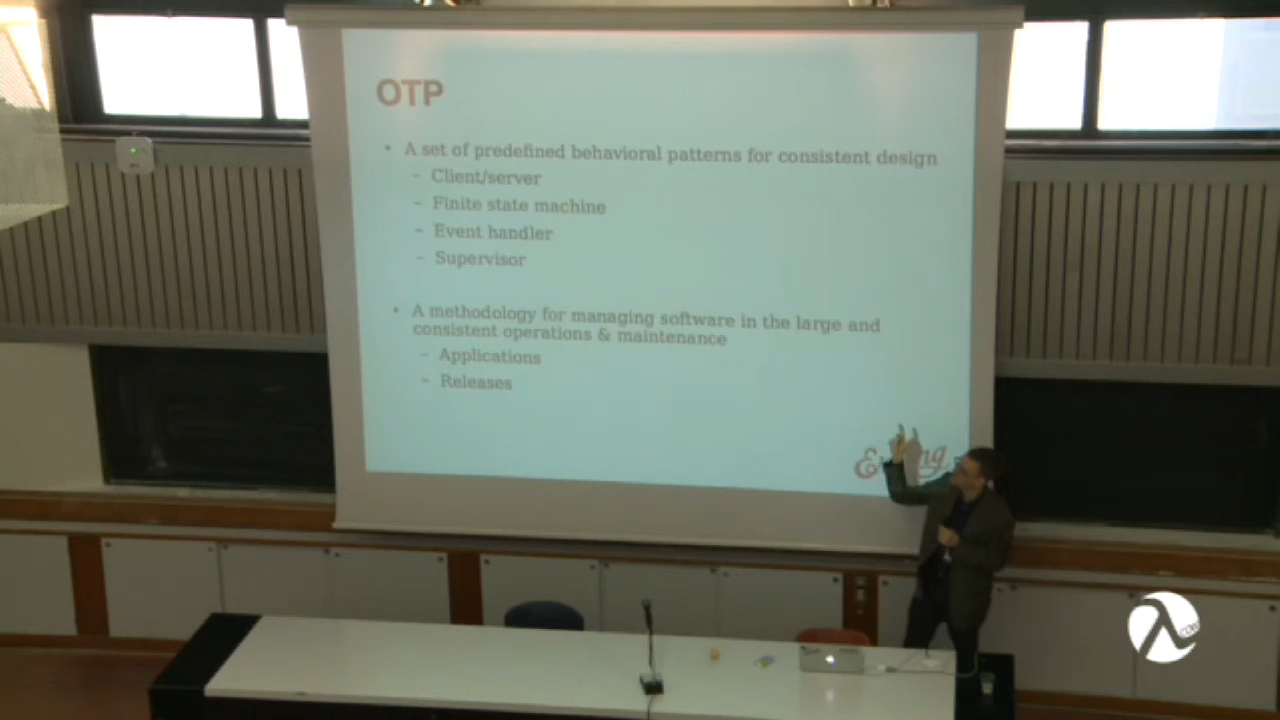 OTP
• A set of predefined behavioral patterns for consistent design
– Client/server
– Finite state machine
– Event handler
– Supervisor
• A methodology for managing software in the large and
consistent operations & maintenance
– Applications
– Releases